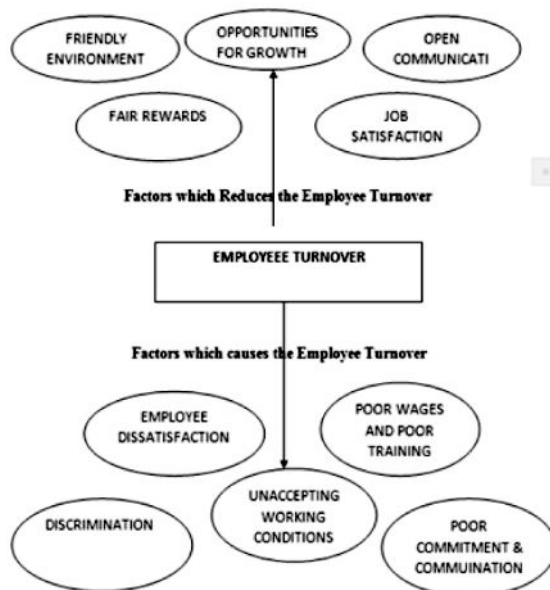 FRIENDLY
ENVIRONMENT
OPPORTUNITIES
FOR GROWTH
OPEN
COMMUNICATI
FAIR REWARDS
JOB
SATISFACTION
Factors which Reduces the Employee Turnover
EMPLOYEEE TURNOVER
Factors which causes the Employee Turnover
EMPLOYEE
DISSATISFACTION
POOR WAGES
AND POOR
TRAINING
DISCRIMINATION
UNACCEPTING
WORKING
CONDITIONS
POOR
COMMITMENT &
COMMUINATION